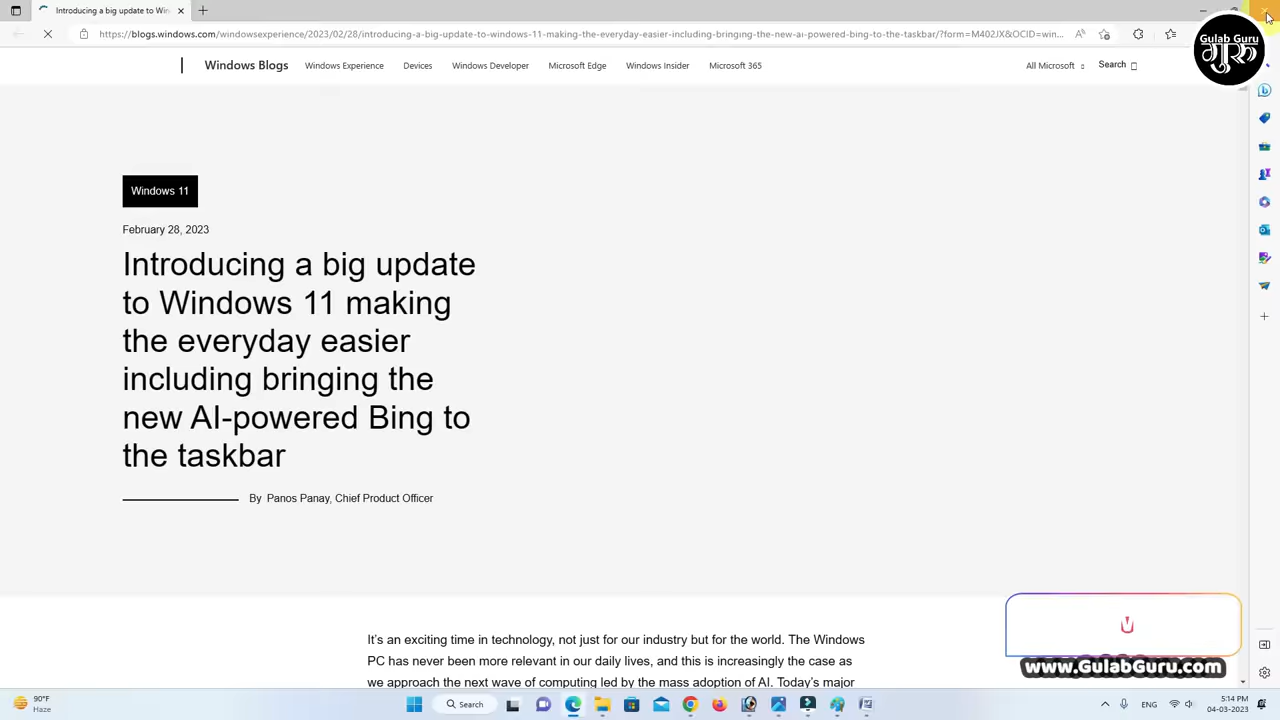 Introducing a big update to Win
https://blogs.windows.com/windowsexperience/2023/02/28/introducing-a-big-update-to-windows-11-making-the-everyday-easier-including-bringing-the-new-ai-powered-bing-to-the-taskbar/?form=M402JX&OCID=win...
Gulab Guru
गुरु
Windows Blogs Windows Experience Devices Windows Developer Microsoft Edge Windows Insider Microsoft 365 All Microsoft Search
Windows 11
February 28, 2023
Introducing a big update
to Windows 11 making
the everyday easier
including bringing the
new AI-powered Bing to
the taskbar
By Panos Panay, Chief Product Officer
It's an exciting time in technology, not just for our industry but for the world. The Windows
PC has never been more relevant in our daily lives, and this is increasingly the case as
we approach the next wave of computing led by the mass adoption of AI. Today's major
www.GulabGuru.com
90°F
Haze
Search
ENG
5:14 PM
04-03-2023